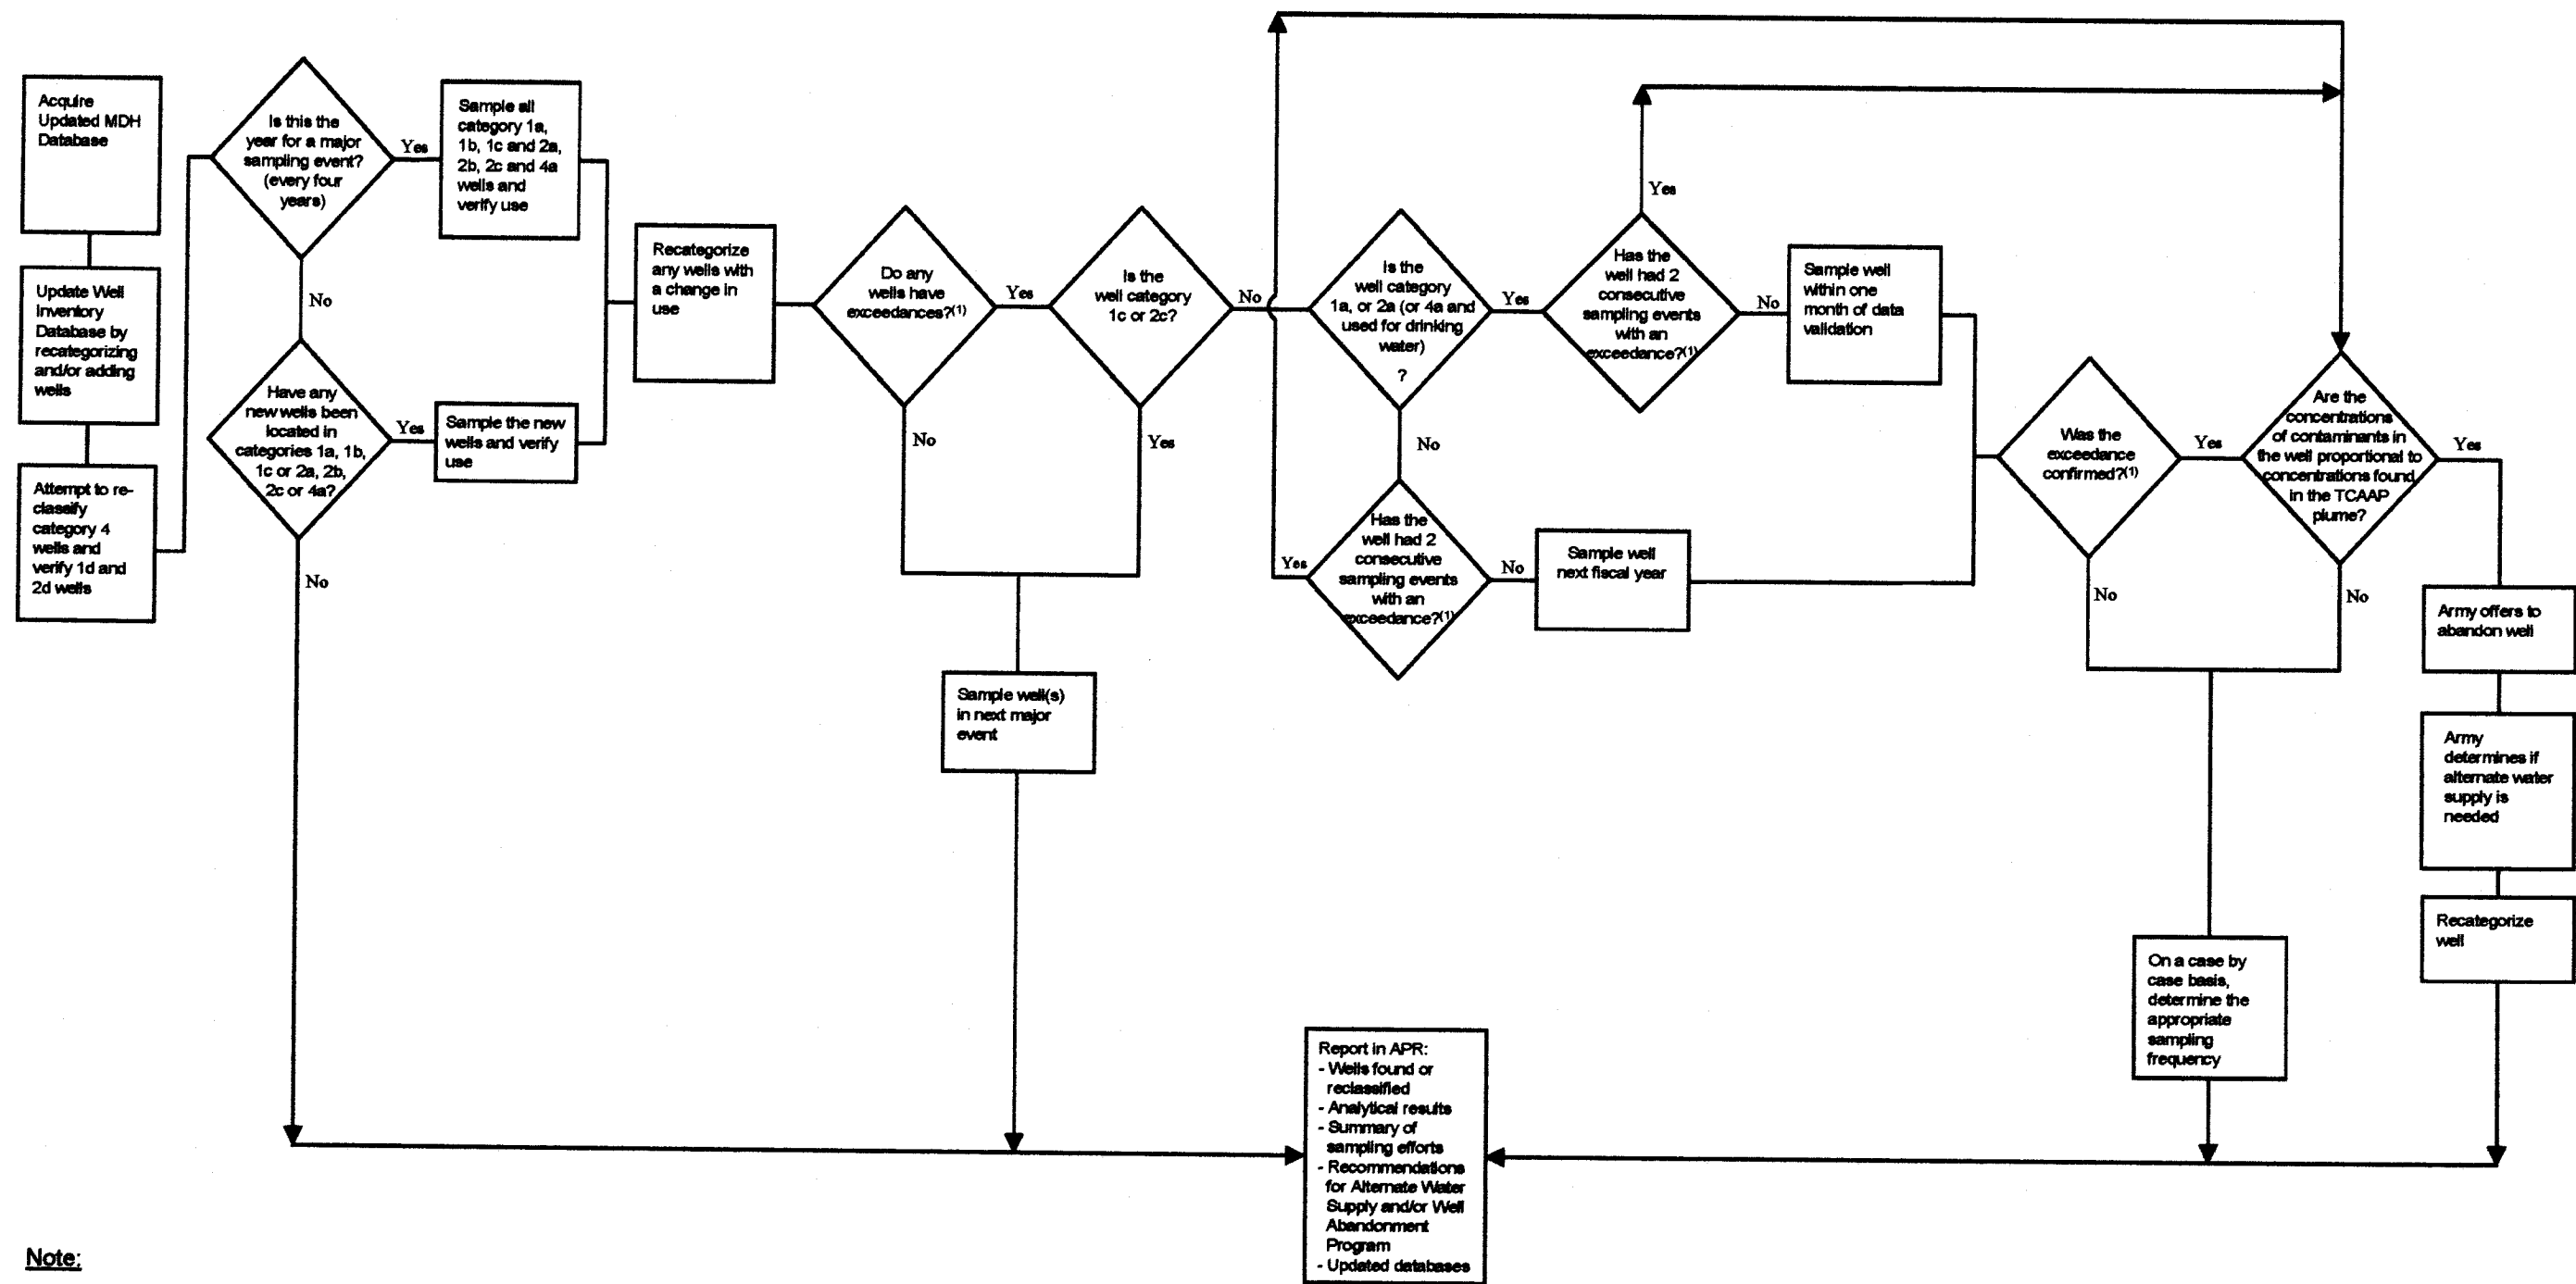 Acquire
Updated MDH
Database
Update Well
Inventory
Database by
recategorizing
and/or adding
wells
Attempt to re-
classify
category 4
wells and
verify 1d and
2d wells
Is this the
year for a major
sampling event?
(every four
years)
Yes
No
Sample all
category 1a,
1b, 1c and 2a,
2b, 2c and 4a
wells and
verify use
Have any
new wells been
located in
categories 1a, 1b,
1c or 2a, 2b,
2c or 4a?
Yes
No
Sample the new
wells and verify
use
Recategorize
any wells with
a change in
use
Do any
wells have
exceedances?(1)
Yes
No
Is the
well category
1c or 2c?
No
Yes
Sample well(s)
in next major
event
Is the
well category
1a, or 2a (or 4a and
used for drinking
water)
?
Yes
No
Has the
well had 2
consecutive
sampling events
with an
exceedance?(1)
Yes
No
Sample well
within one
month of data
validation
Has the
well had 2
consecutive
sampling events
with an
exceedance?(1)
Yes
No
Sample well
next fiscal year
Was the
exceedance
confirmed?(1)
Yes
No
Are the
concentrations
of contaminants in
the well proportional to
concentrations found
in the TCAAP
plume?
Yes
No
Army offers to
abandon well
Army
determines if
alternate water
supply is
needed
Recategorize
well
On a case by
case basis,
determine the
appropriate
sampling
frequency
Report in APR:
- Wells found or
reclassified
- Analytical results
- Summary of
sampling efforts
- Recommendations
for Alternate Water
Supply and/or Well
Abandonment
Program
- Updated databases
Note: